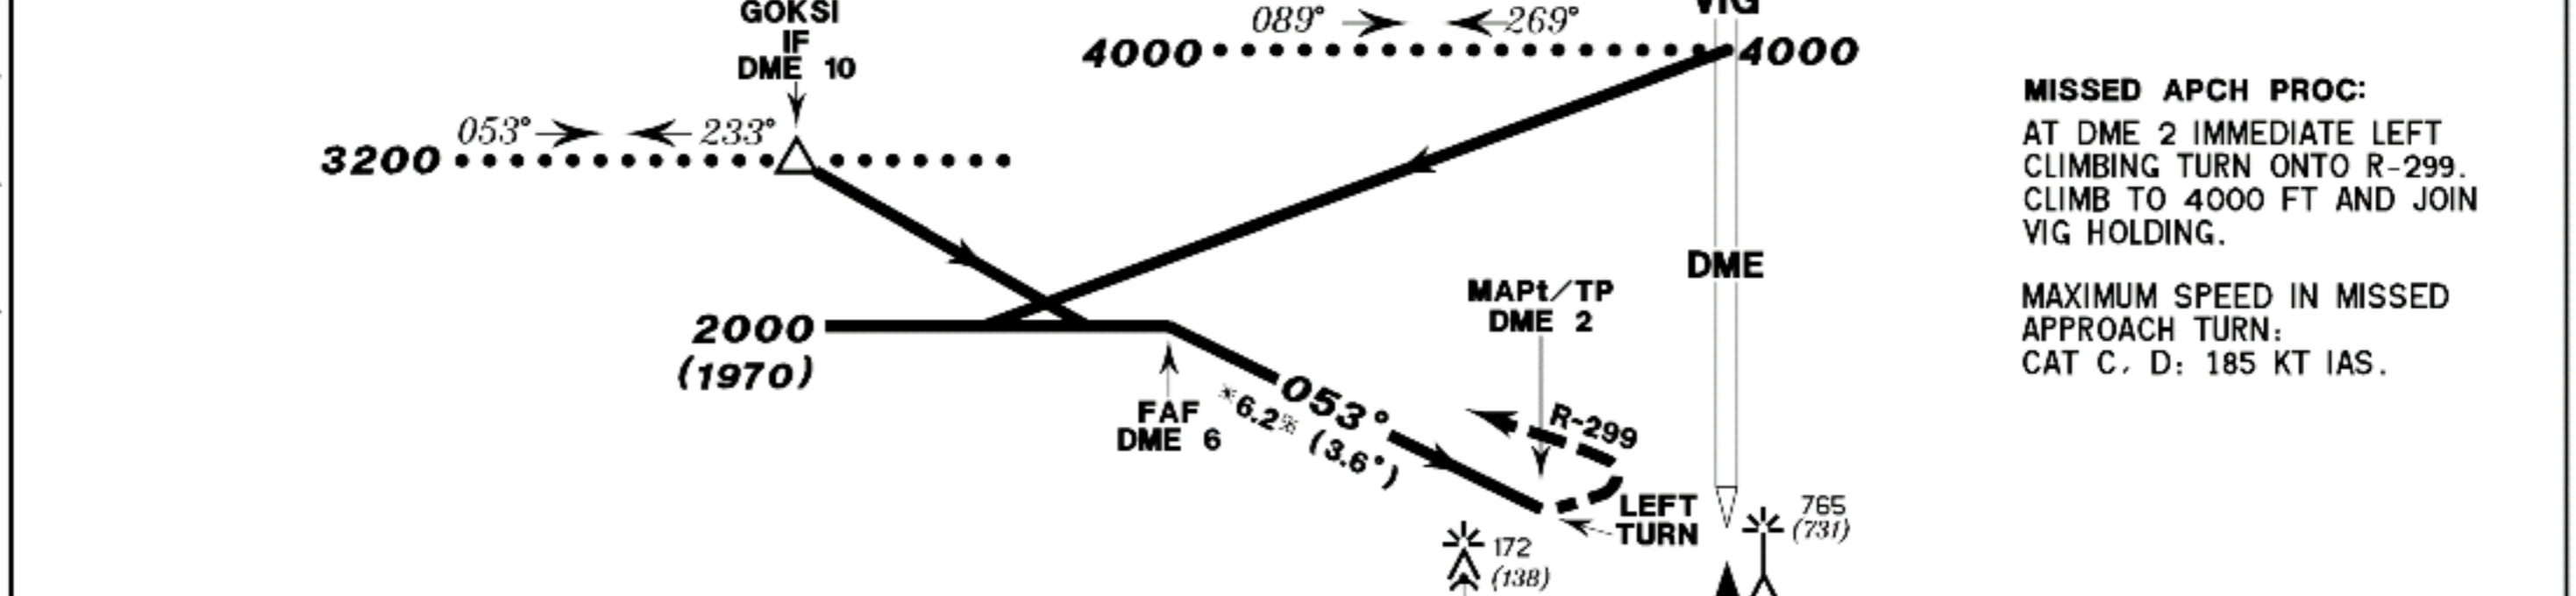 GOKSI
IF
DME 10
053° 233°
3200
089° 269°
4000
VIG
4000
2000
(1970)
FAF
DME 6
053°
*6.2% (3.6°)
MAPt/TP
DME 2
R-299
LEFT
TURN
DME
172
(138)
765
(731)
MISSED APCH PROC:
AT DME 2 IMMEDIATE LEFT
CLIMBING TURN ONTO R-299.
CLIMB TO 4000 FT AND JOIN
VIG HOLDING.
MAXIMUM SPEED IN MISSED
APPROACH TURN:
CAT C, D: 185 KT IAS.